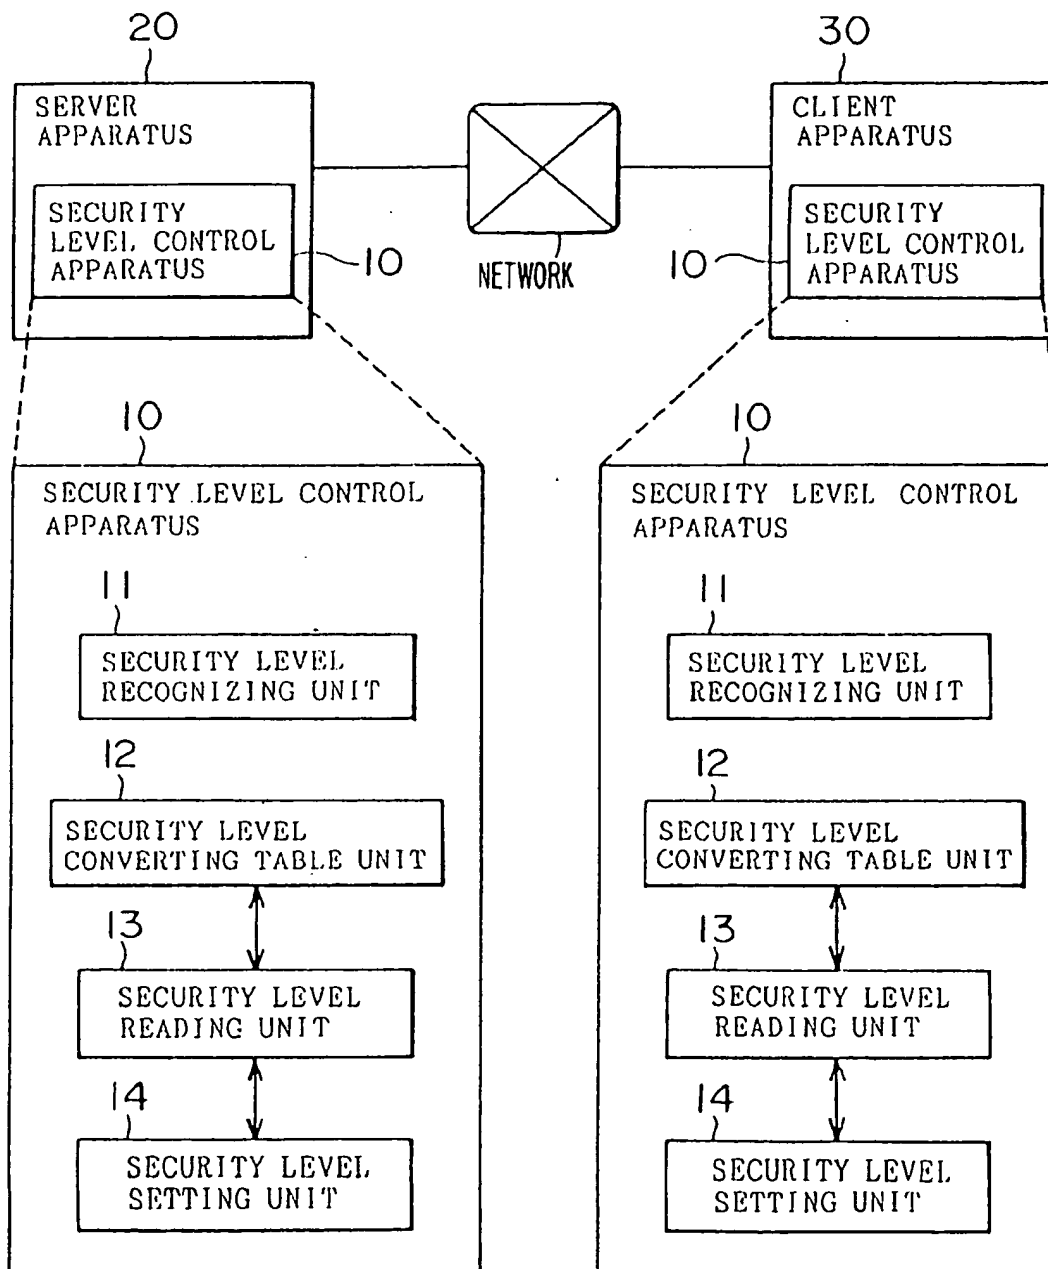 20
30
SERVER
APPARATUS
SECURITY
LEVEL CONTROL
APPARATUS
10
NETWORK
CLIENT
APPARATUS
SECURITY
LEVEL CONTROL
APPARATUS
10
10
SECURITY LEVEL CONTROL
APPARATUS
11
SECURITY LEVEL
RECOGNIZING UNIT
12
SECURITY LEVEL
CONVERTING TABLE UNIT
13
SECURITY LEVEL
READING UNIT
14
SECURITY LEVEL
SETTING UNIT
10
SECURITY LEVEL CONTROL
APPARATUS
11
SECURITY LEVEL
RECOGNIZING UNIT
12
SECURITY LEVEL
CONVERTING TABLE UNIT
13
SECURITY LEVEL
READING UNIT
14
SECURITY LEVEL
SETTING UNIT